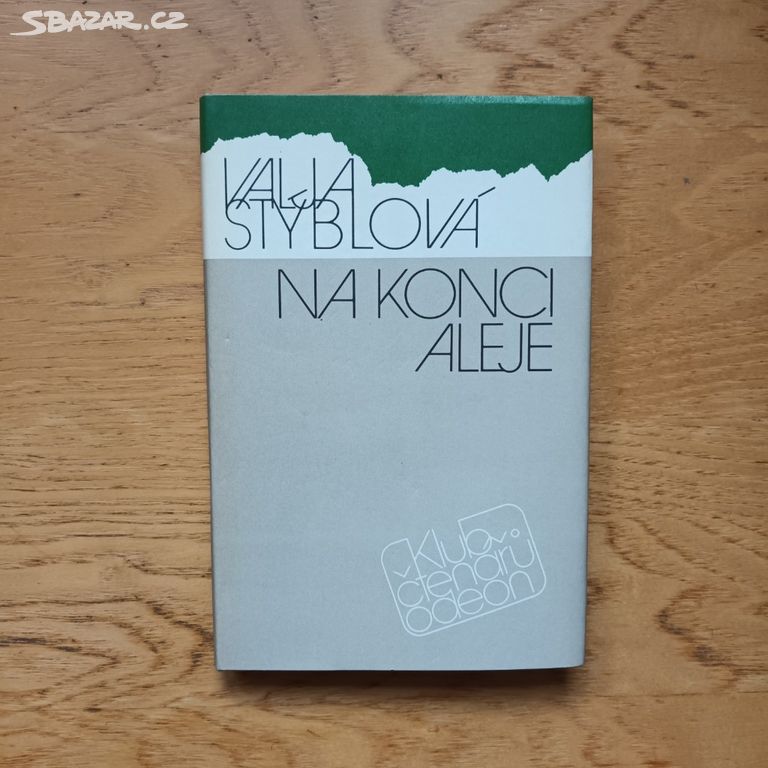 SBAZAR.CZ
VALJA
STÝBLOVÁ
NA KONCI
ALEJE
Klub
čtenářů
odeon